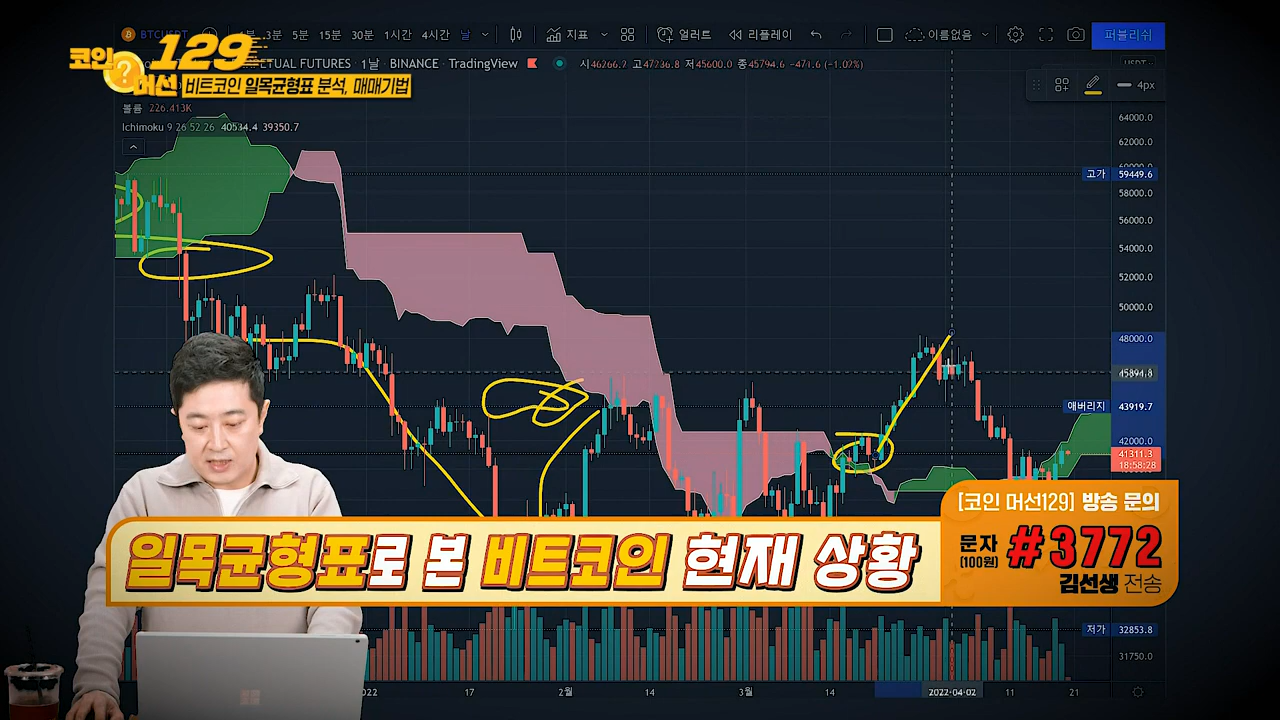 코인 129
머선
비트코인 일목균형표 분석, 매매기법
BTCUSDT 3분 5분 15분 30분 1시간 4시간 날 지표 얼러트 리플레이 이름없음 퍼블리쉬
PETUAL FUTURES · 1날 · BINANCE · TradingView 시46266.2 고47236.8 저45600.0 종45794.6 -471.6 (-1.02%)
볼륨 226.413K
4px
Ichimoku 9 26 52 26 40534.4 39350.7
64000.0
62000.0
60000.0
고가 59449.6
58000.0
56000.0
54000.0
52000.0
50000.0
48000.0
45894.8
애버리지 43919.7
42000.0
41311.3
18:58:28
[코인 머선129] 방송 문의
문자
(100원)
#3772
김선생 전송
일목균형표로 본 비트코인 현재 상황
저가 32853.8
31750.0
022 17 2월 14 3월 14 2022-04-02 11 21